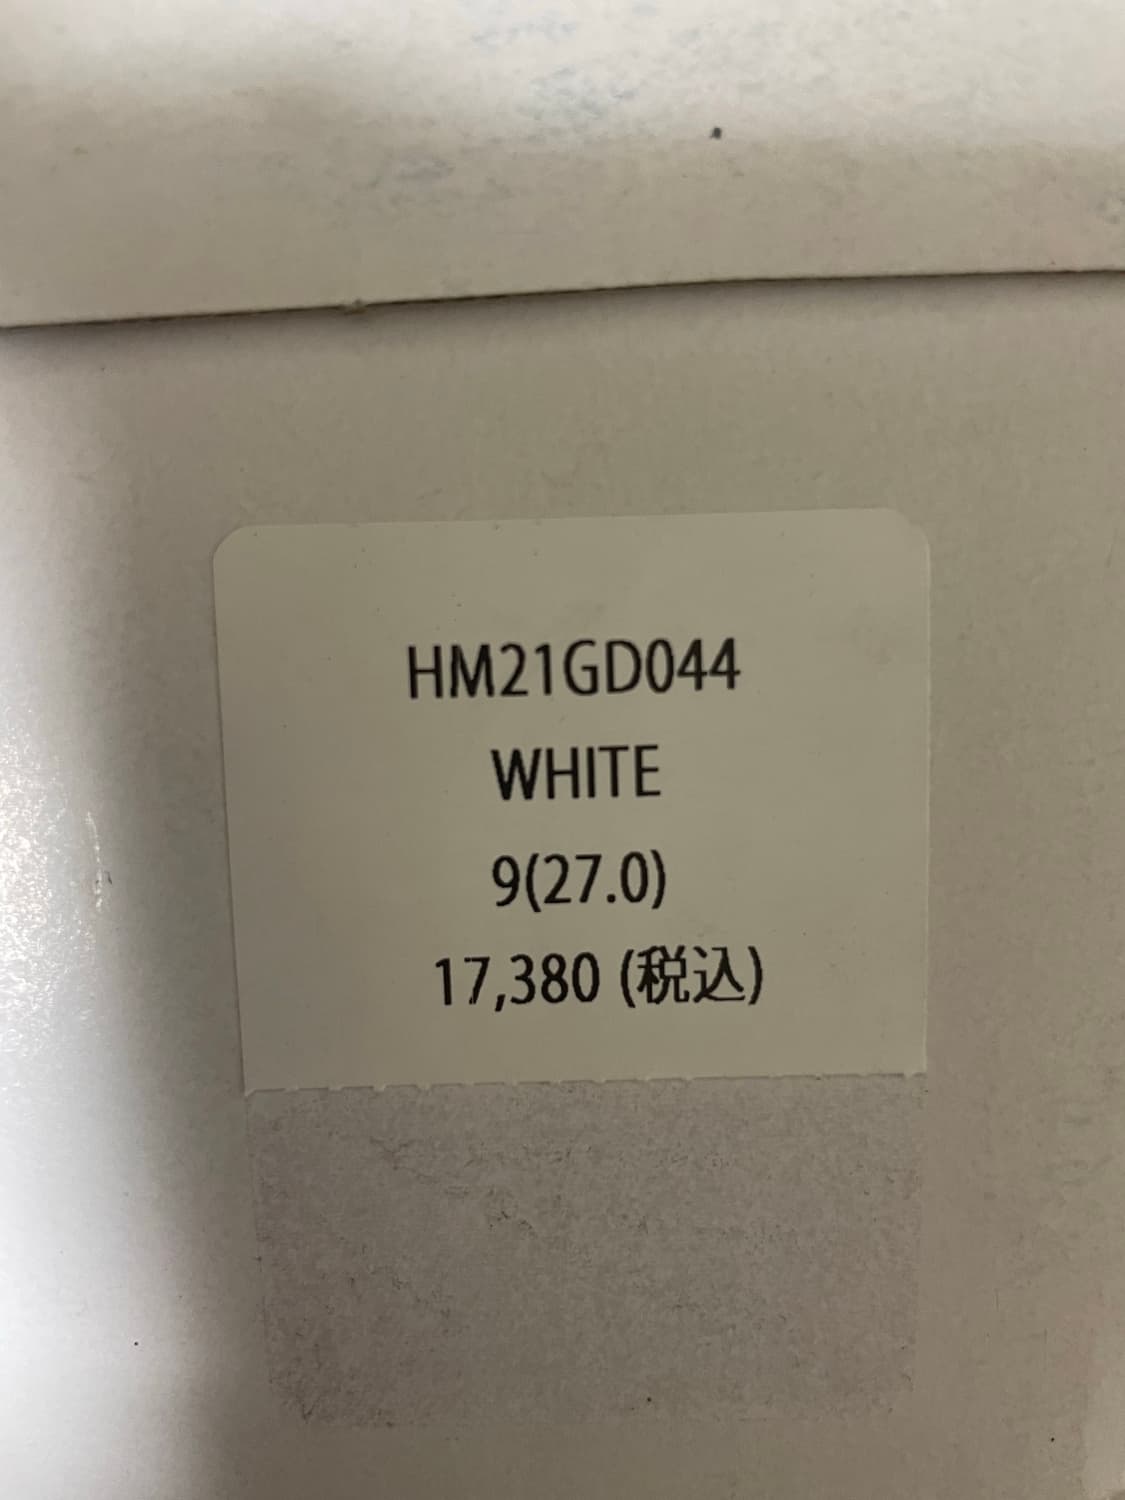 HM21GD044
WHITE
9(27.0)
17,380 (税込)